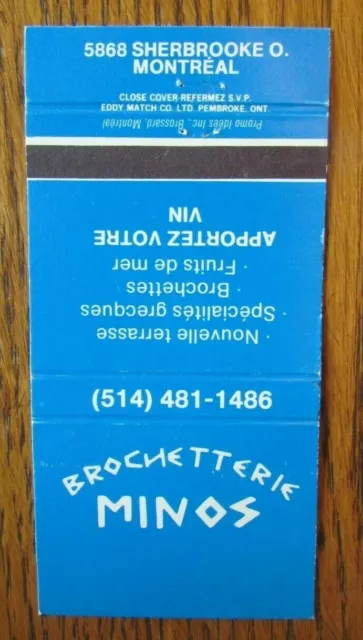 5868 SHERBROOKE O.
MONTRÉAL
CLOSE COVER-REFERMEZ S.V.P.
EDDY MATCH CO. LTD. PEMBROKE. ONT.
Promo Idées Inc., Brossard, Montréal
· Nouvelle terrasse
· Spécialités grecques
· Brochettes
· Fruits de mer
APPORTEZ VOTRE
VIN
(514) 481-1486
BROCHETTERIE
MINOS